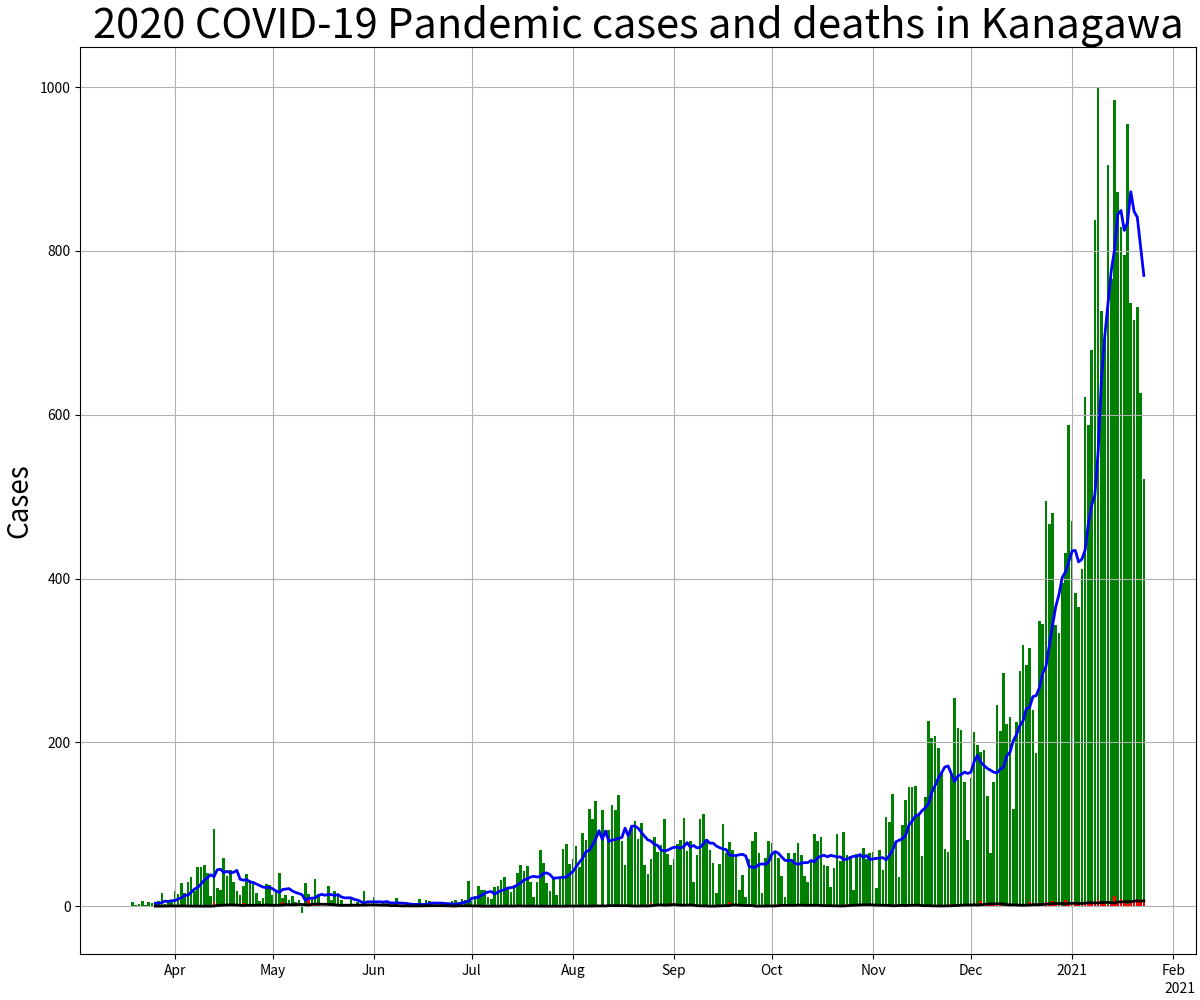 2020 COVID-19 Pandemic cases and deaths in Kanagawa
1000
800
600
400
200
0
Cases
Apr May Jun Jul Aug Sep Oct Nov Dec 2021 Feb
2021